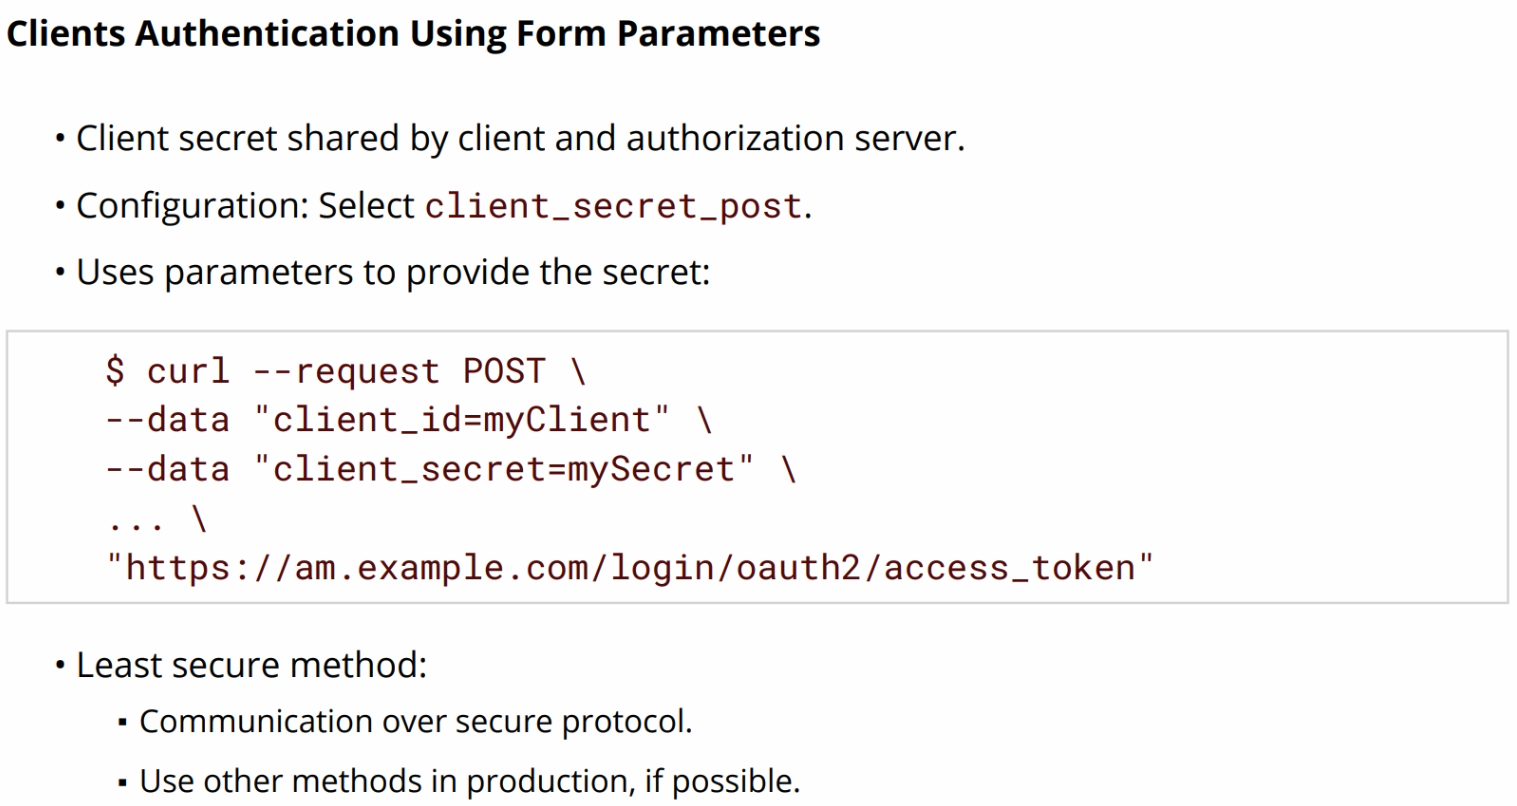 Clients Authentication Using Form Parameters
• Client secret shared by client and authorization server.
• Configuration: Select client_secret_post.
• Uses parameters to provide the secret:
$ curl --request POST \
--data "client_id=myClient" \
--data "client_secret=mySecret" \
... \
"https://am.example.com/login/oauth2/access_token"
• Least secure method:
▪ Communication over secure protocol.
▪ Use other methods in production, if possible.